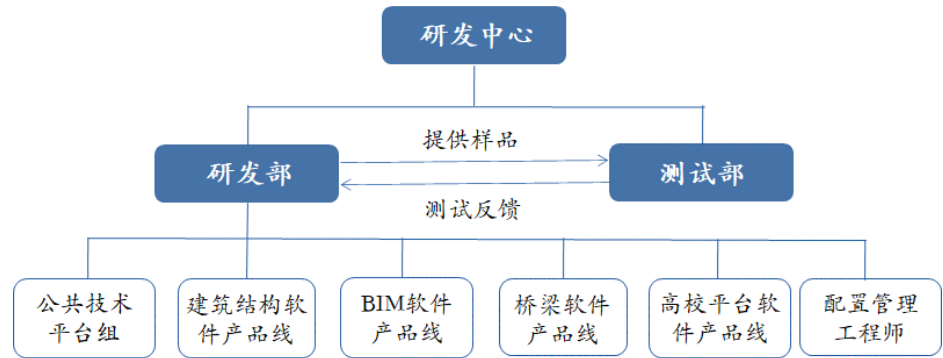 研发中心
提供样品
研发部
测试部
测试反馈
公共技术
平台组
建筑结构软
件产品线
BIM软件
产品线
桥梁软件
产品线
高校平台软
件产品线
配置管理
工程师